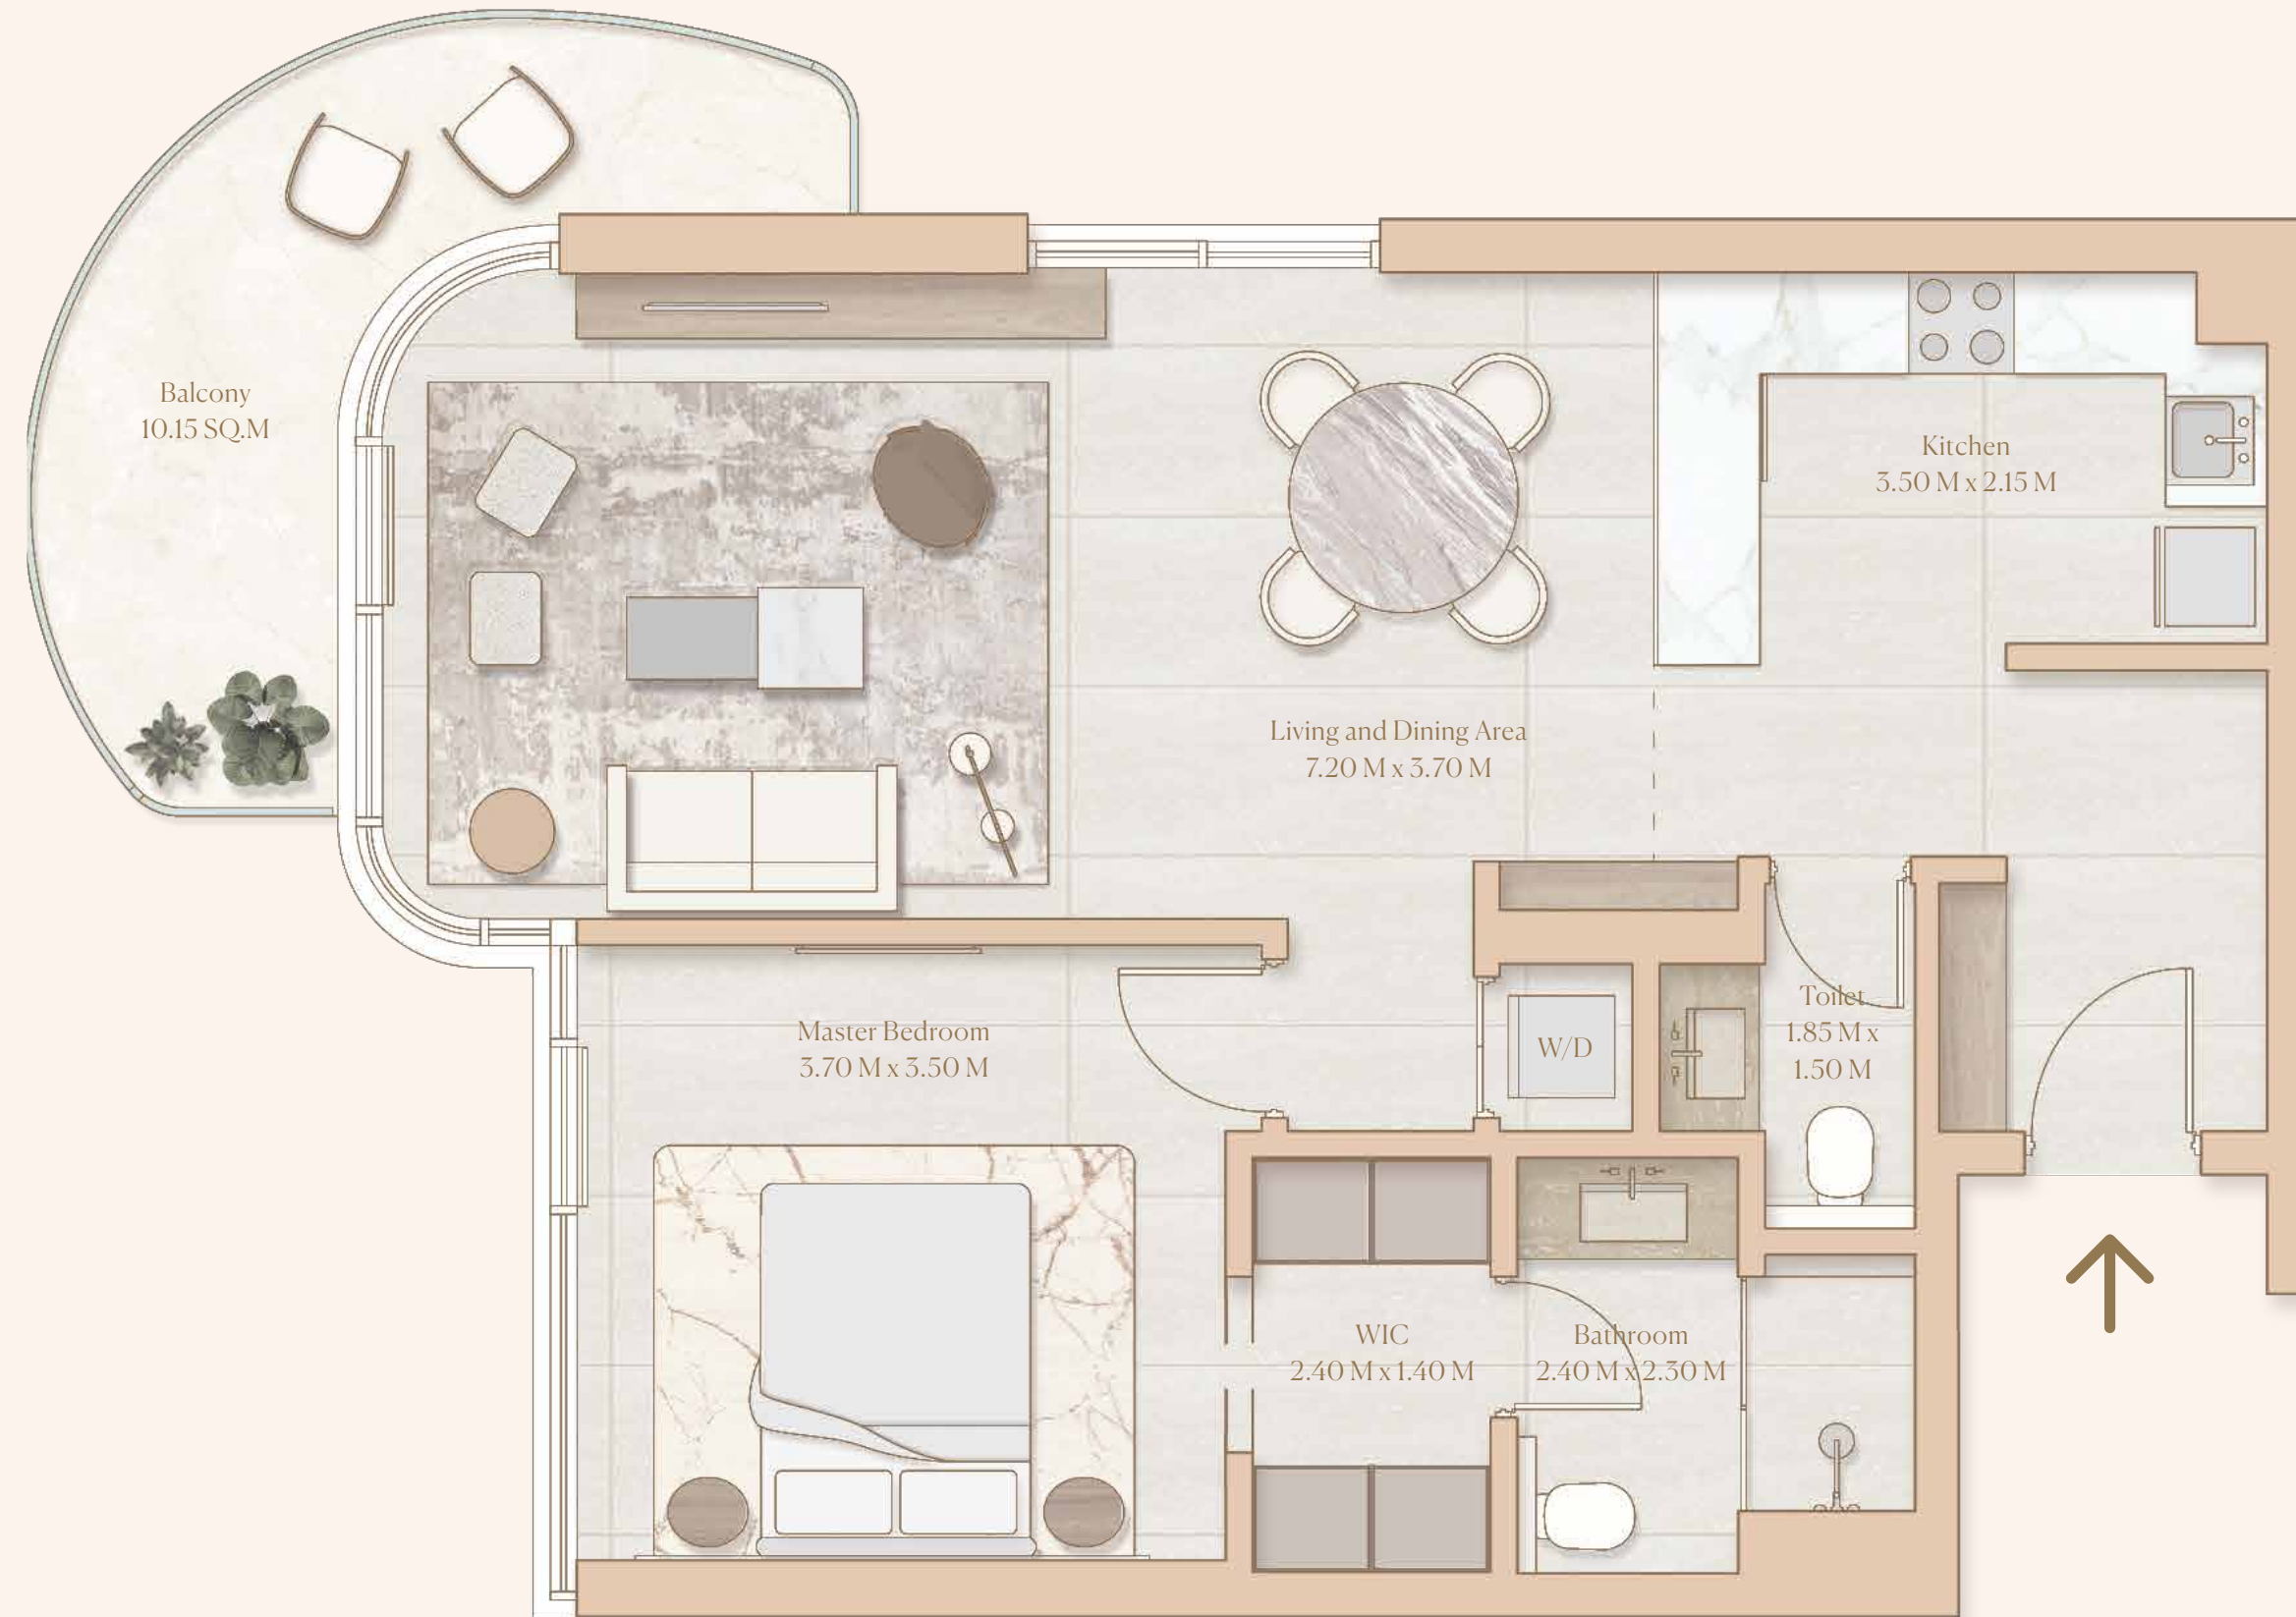 Balcony
10.15 SQ.M
Kitchen
3.50 M x 2.15 M
Living and Dining Area
7.20 M x 3.70 M
Master Bedroom
3.70 M x 3.50 M
W/D
Toilet
1.85 M x
1.50 M
WIC
2.40 M x 1.40 M
Bathroom
2.40 M x 2.30 M